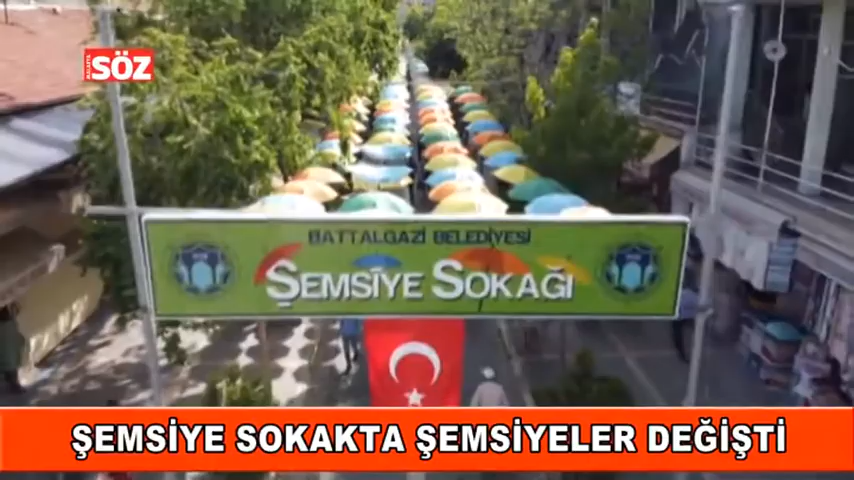 SÖZ
BATTALGAZİ BELEDİYESİ
ŞEMSİYE SOKAĞI
ŞEMSİYE SOKAKTA ŞEMSİYELER DEĞİŞTİ